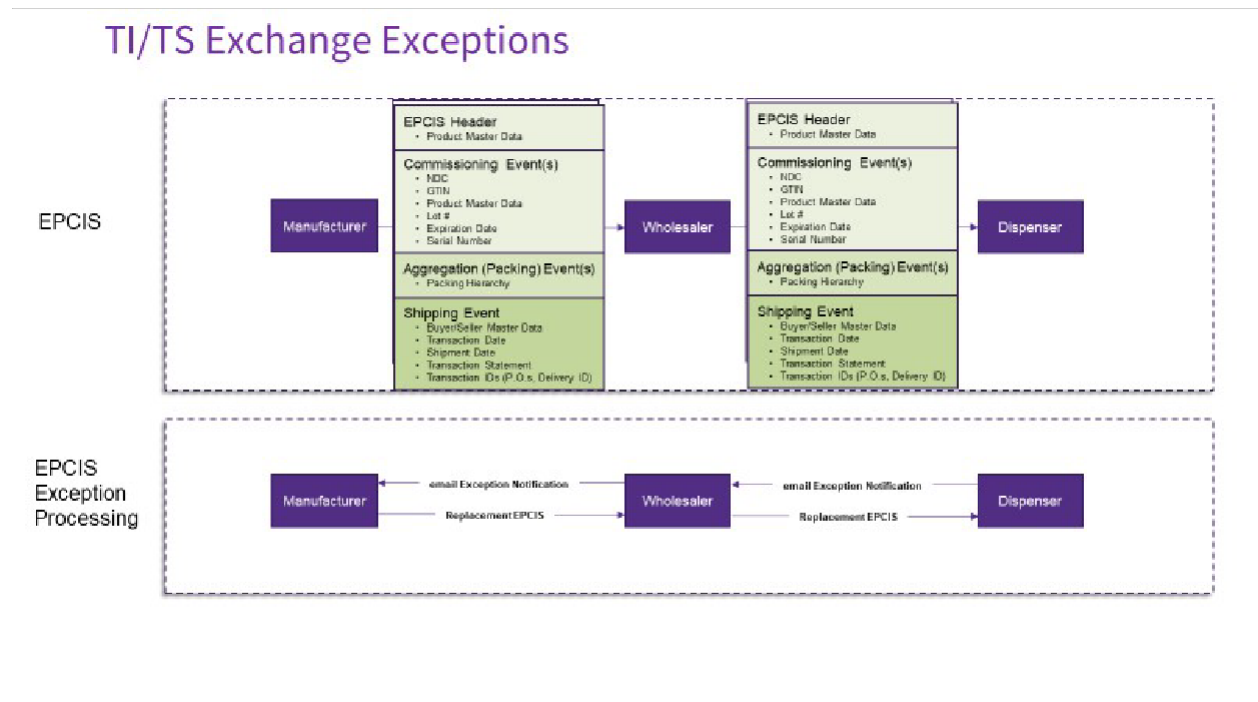 TI/TS Exchange Exceptions
EPCIS
Manufacturer
EPCIS Header
• Product Master Data
Commissioning Event(s)
• NDC
• GTIN
• Product Master Data
• Lot #
• Expiration Date
• Serial Number
Aggregation (Packing) Event(s)
• Packing Hierarchy
Shipping Event
• Buyer/Seller Master Data
• Transaction Date
• Shipment Date
• Transaction Statement
• Transaction IDs (P.O.s, Delivery ID)
Wholesaler
EPCIS Header
• Product Master Data
Commissioning Event(s)
• NDC
• GTIN
• Product Master Data
• Lot #
• Expiration Date
• Serial Number
Aggregation (Packing) Event(s)
• Packing Hierarchy
Shipping Event
• Buyer/Seller Master Data
• Transaction Date
• Shipment Date
• Transaction Statement
• Transaction IDs (P.O.s, Delivery ID)
Dispenser
EPCIS
Exception
Processing
Manufacturer
email Exception Notification
Replacement EPCIS
Wholesaler
email Exception Notification
Replacement EPCIS
Dispenser